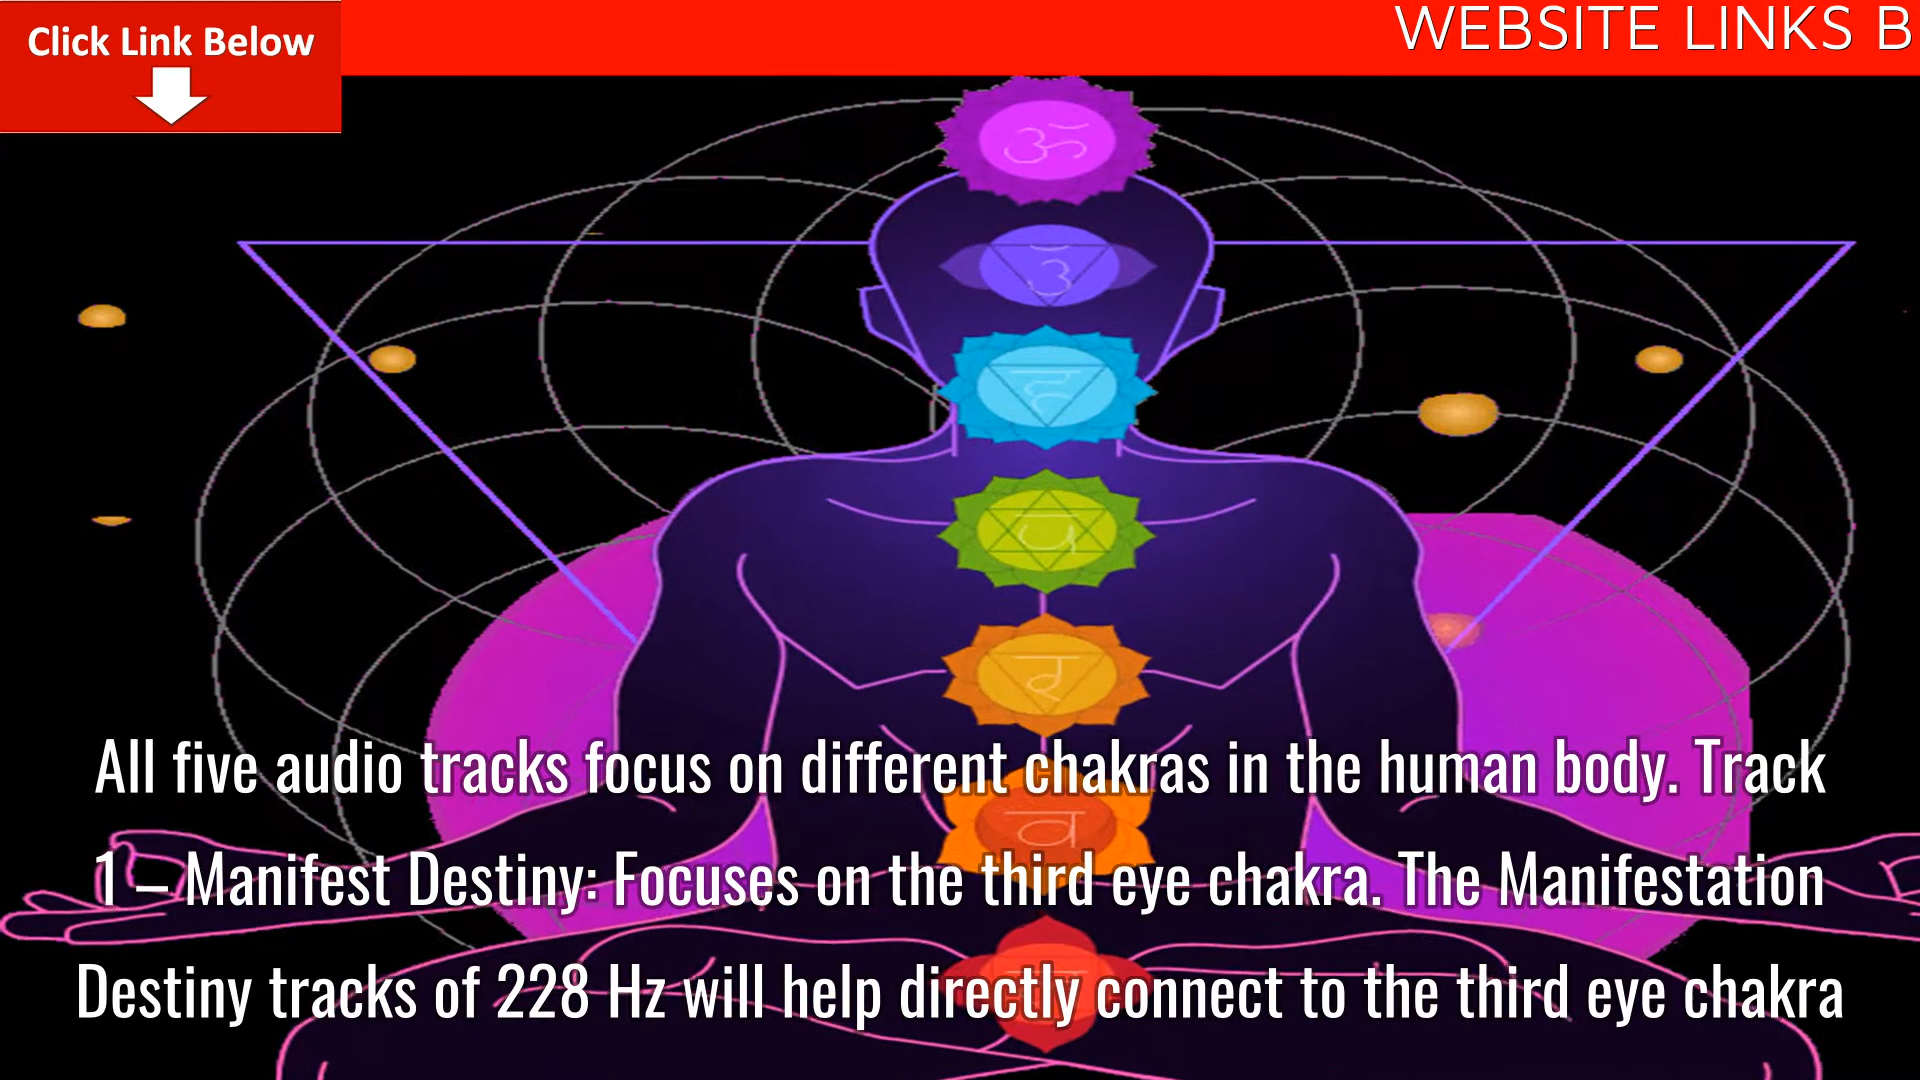 Click Link Below
WEBSITE LINKS B
ॐ
All five audio tracks focus on different chakras in the human body. Track
1 – Manifest Destiny: Focuses on the third eye chakra. The Manifestation
Destiny tracks of 228 Hz will help directly connect to the third eye chakra